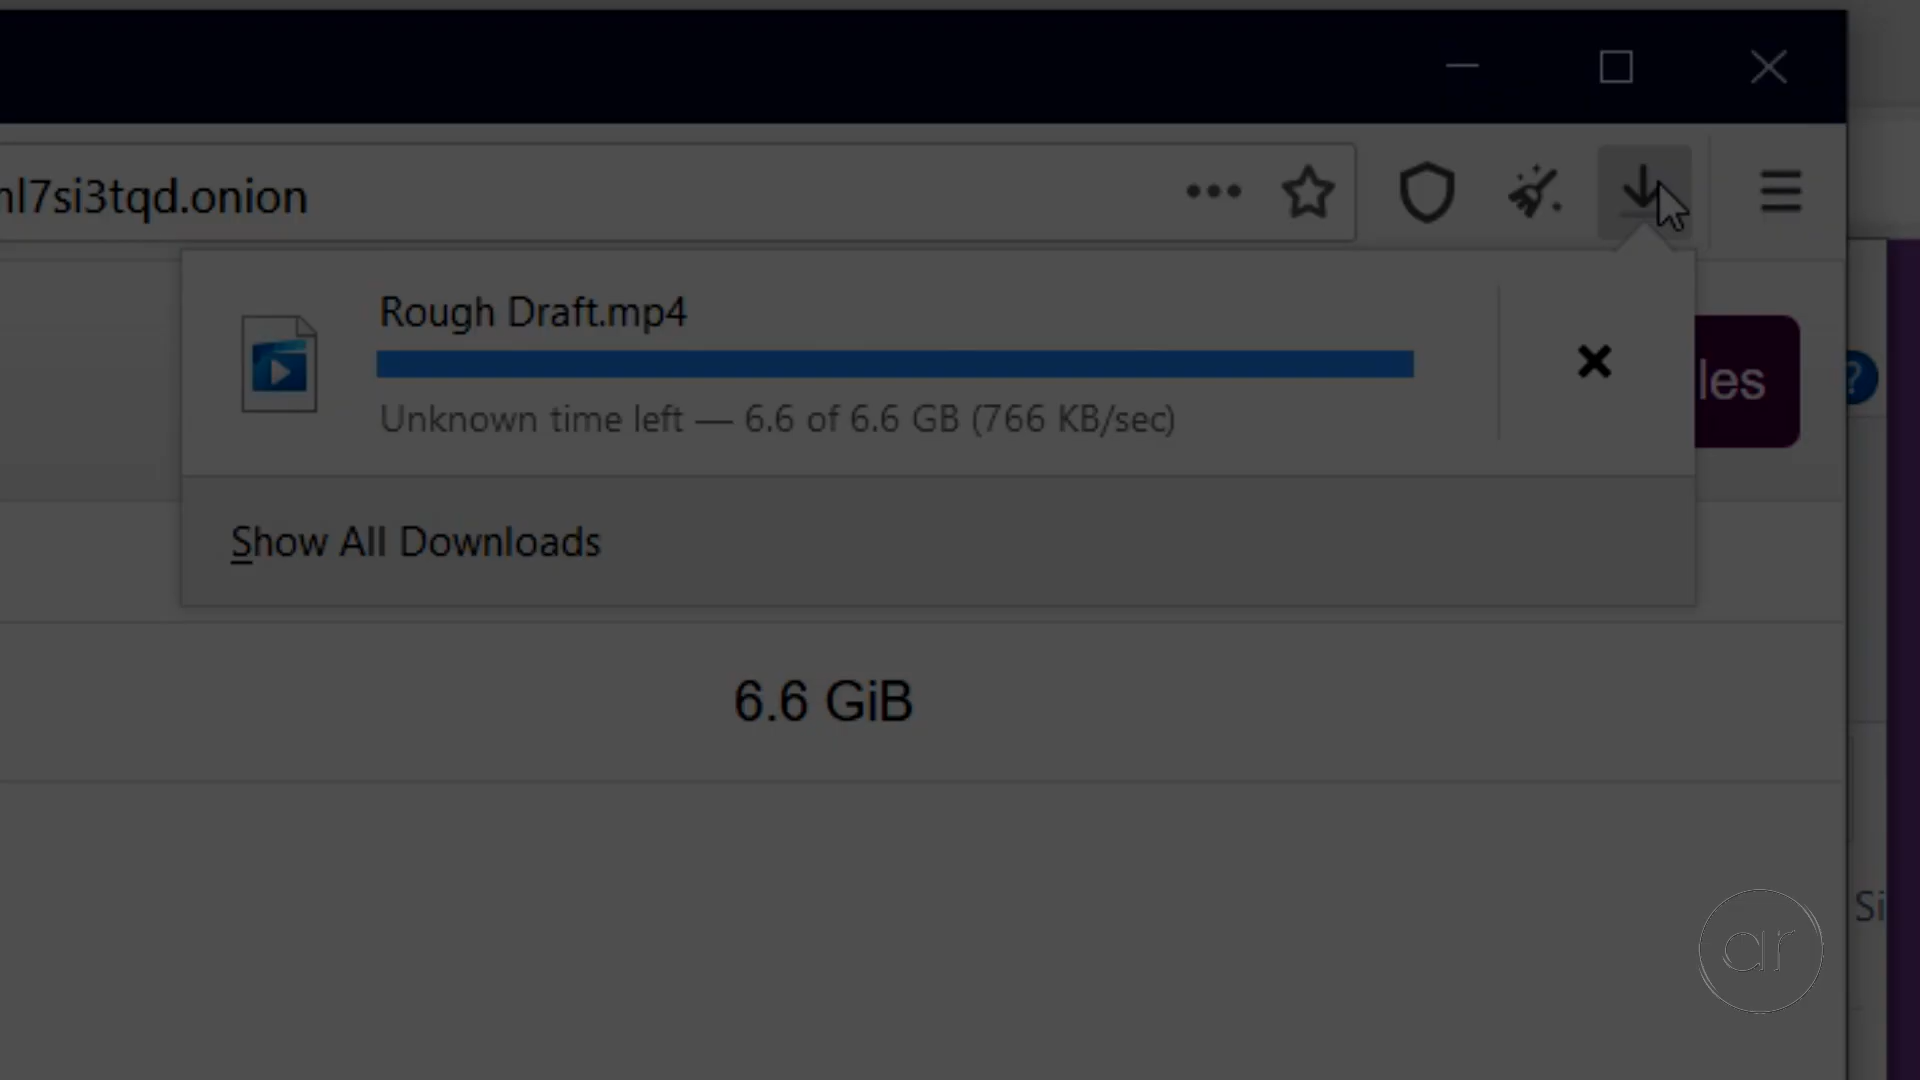 nl7si3tqd.onion
Rough Draft.mp4
Unknown time left — 6.6 of 6.6 GB (766 KB/sec)
les
?
Show All Downloads
6.6 GiB
Si
ar